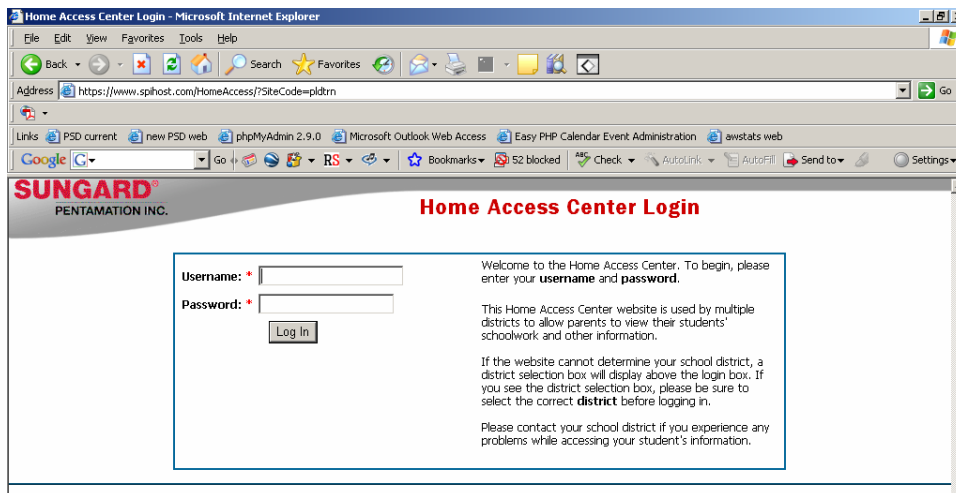 Home Access Center Login - Microsoft Internet Explorer
File Edit View Favorites Tools Help
Back Search Favorites
Address https://www.spihost.com/HomeAccess/?SiteCode=pldtrn Go
Links PSD current new PSD web phpMyAdmin 2.9.0 Microsoft Outlook Web Access Easy PHP Calendar Event Administration awstats web
Google G Go RS Bookmarks 52 blocked ABC Check AutoLink AutoFill Send to Settings
SUNGARD®
PENTAMATION INC.
Home Access Center Login
Username: *
Password: *
Log In
Welcome to the Home Access Center. To begin, please
enter your username and password.
This Home Access Center website is used by multiple
districts to allow parents to view their students'
schoolwork and other information.
If the website cannot determine your school district, a
district selection box will display above the login box. If
you see the district selection box, please be sure to
select the correct district before logging in.
Please contact your school district if you experience any
problems while accessing your student's information.